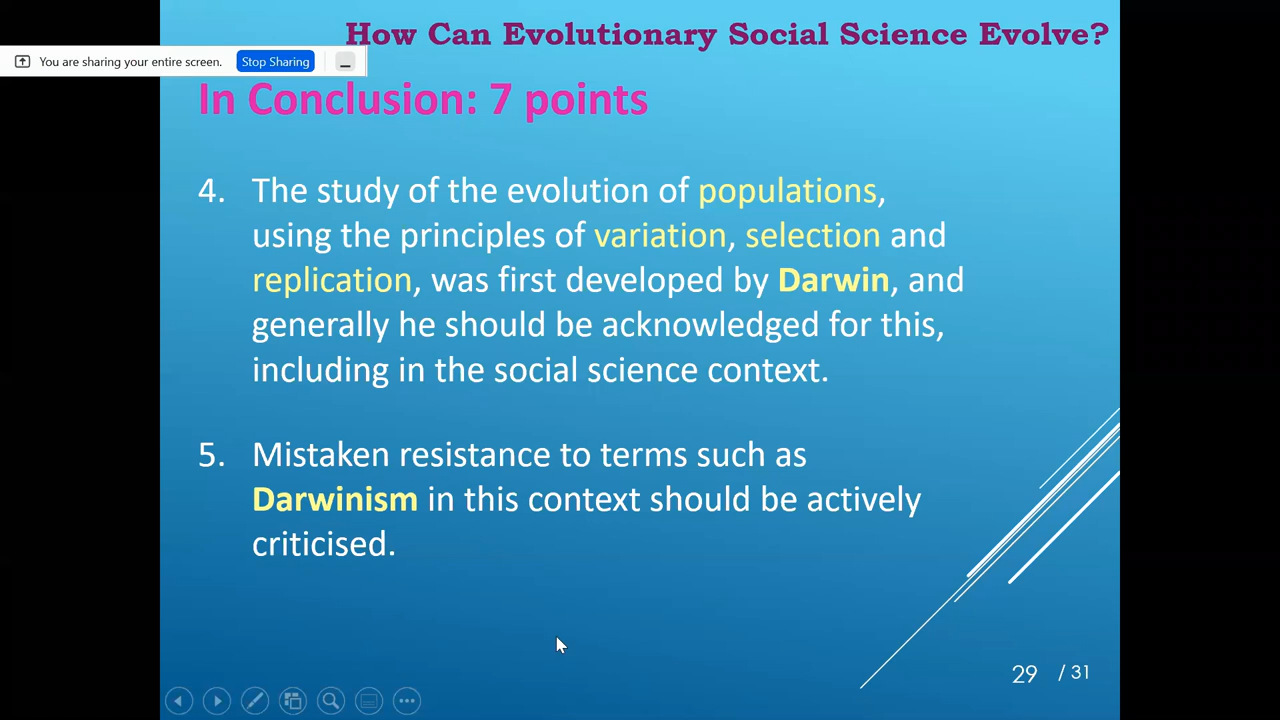 How Can Evolutionary Social Science Evolve?
You are sharing your entire screen. Stop Sharing
In Conclusion: 7 points
4. The study of the evolution of populations,
using the principles of variation, selection and
replication, was first developed by Darwin, and
generally he should be acknowledged for this,
including in the social science context.
5. Mistaken resistance to terms such as
Darwinism in this context should be actively
criticised.
29 / 31